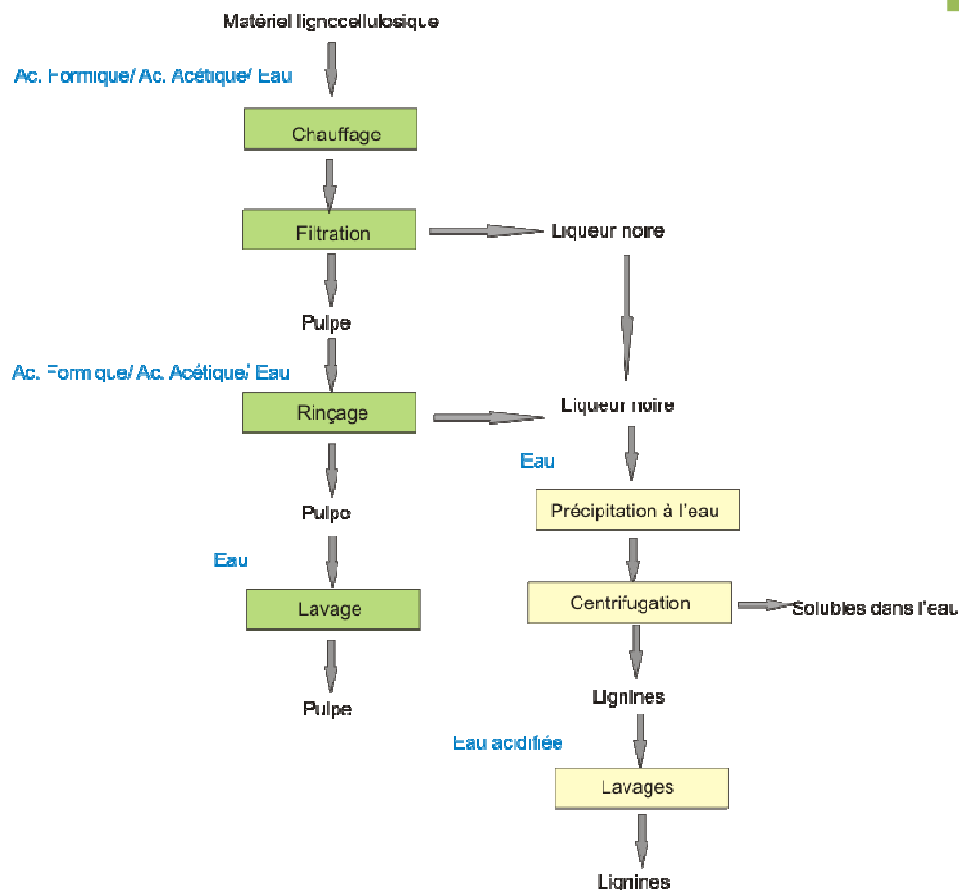 Matériel lignocellulosique
Ac. Formique/ Ac. Acétique/ Eau
Chauffage
Filtration
Liqueur noire
Pulpe
Ac. Formique/ Ac. Acétique/ Eau
Rinçage
Liqueur noire
Eau
Pulpe
Précipitation à l'eau
Eau
Lavage
Centrifugation
Solubles dans l'eau
Pulpe
Lignines
Eau acidifiée
Lavages
Lignines